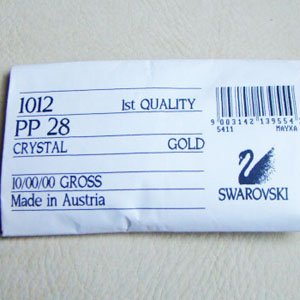 1012 1st QUALITY
PP 28
CRYSTAL GOLD
10/00/00 GROSS
Made in Austria
9 003142 139554
5411 MAYXA
SWAROVSKI